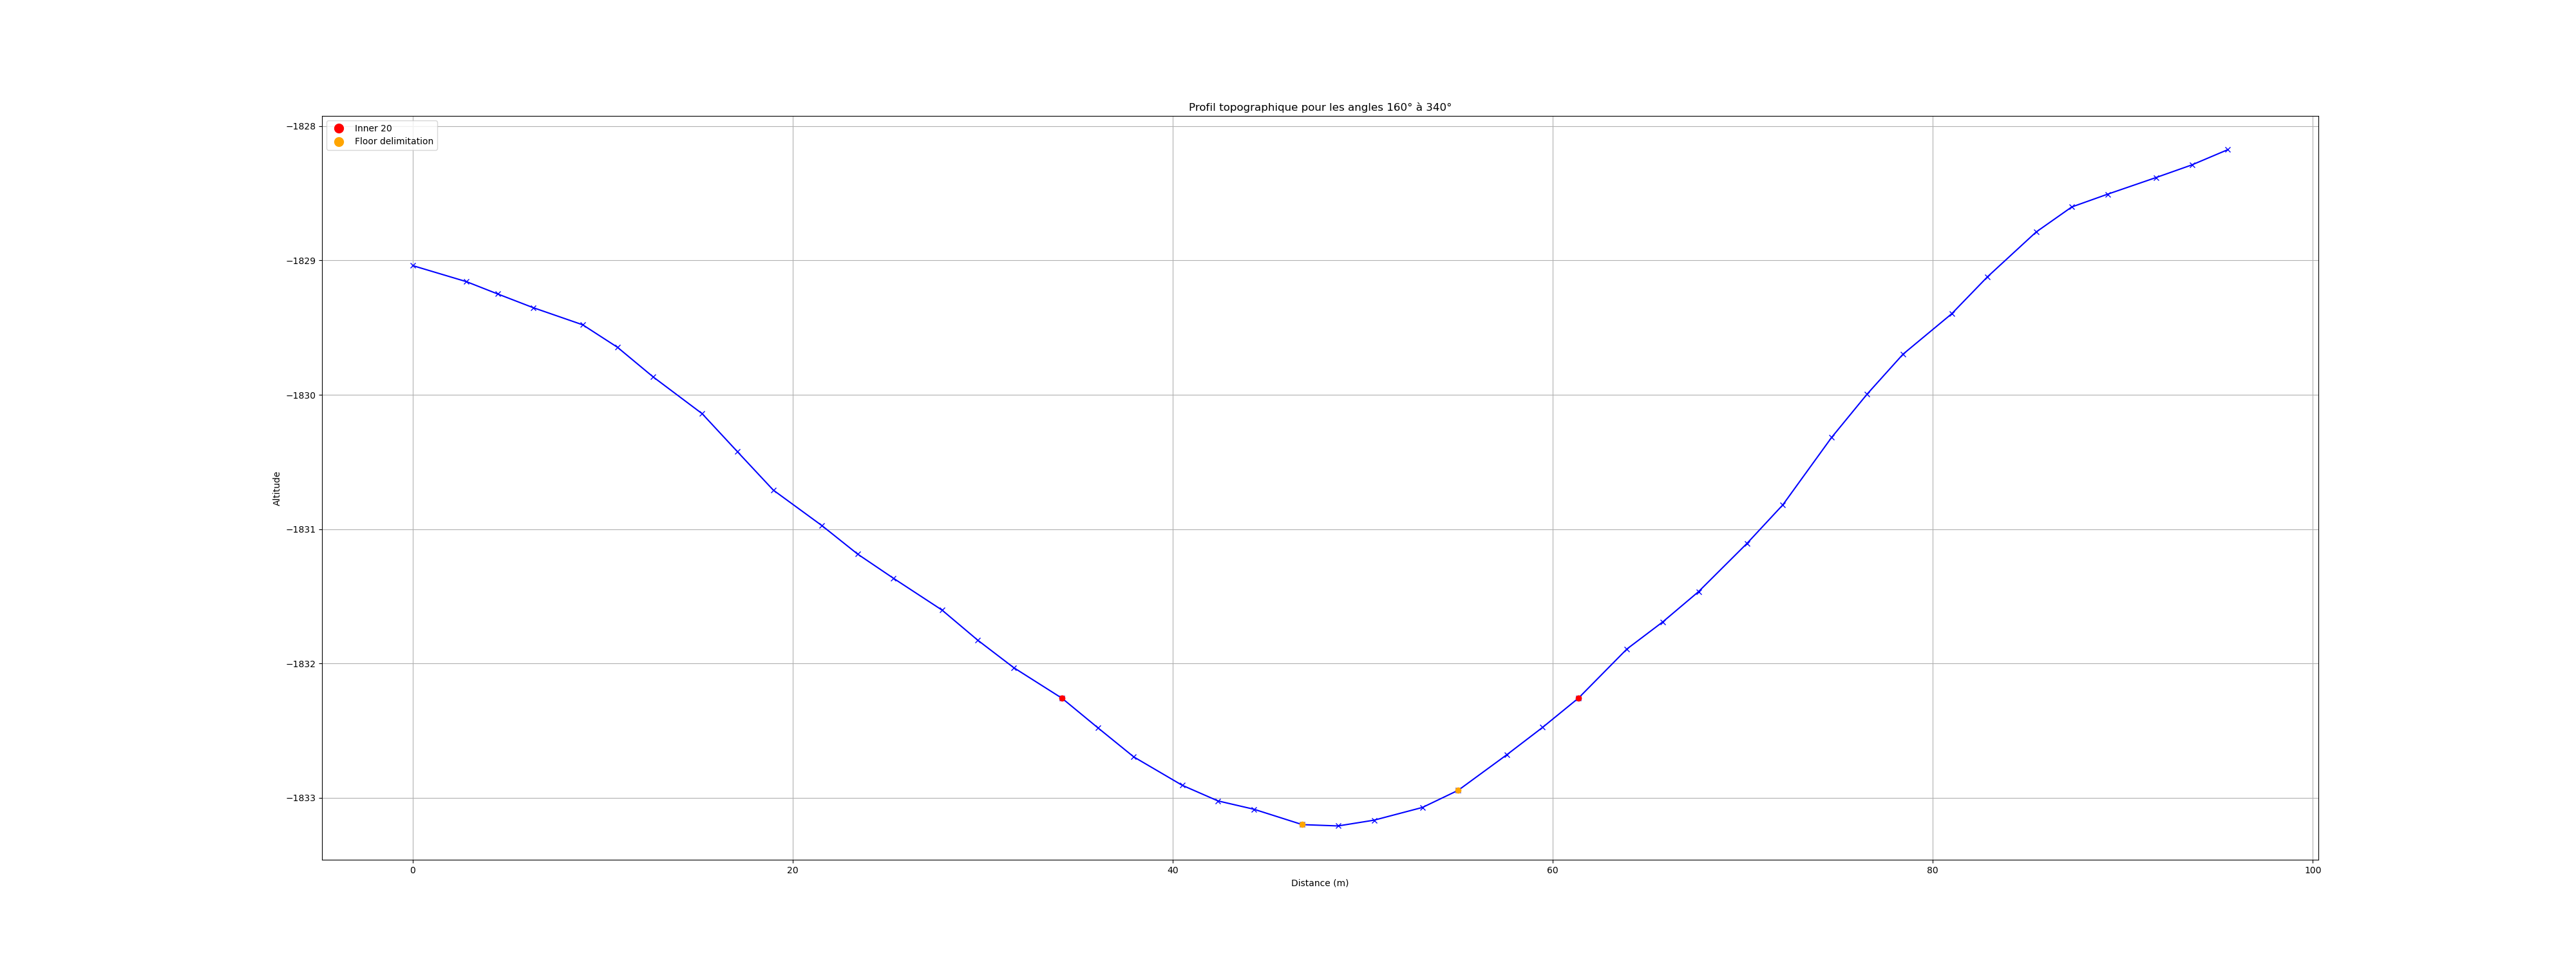 Profil topographique pour les angles 160° à 340°
Inner 20
Floor delimitation
−1828
−1829
−1830
−1831
−1832
−1833
Altitude
0 20 40 60 80 100
Distance (m)